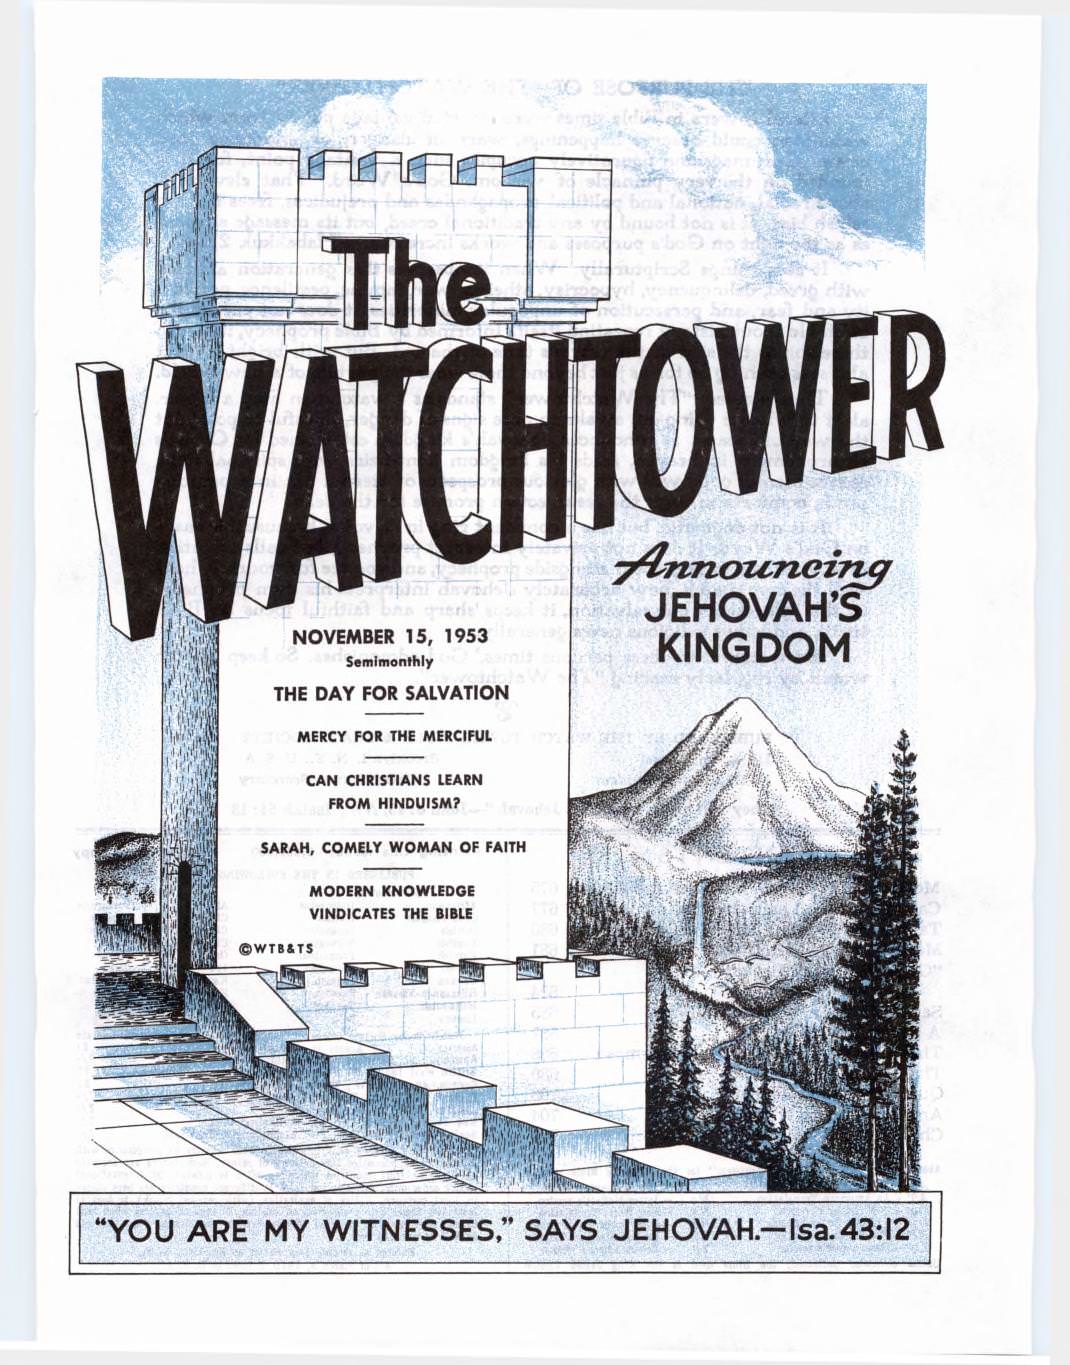 The
WATCHTOWER
Announcing
JEHOVAH'S
KINGDOM
NOVEMBER 15, 1953
Semimonthly
THE DAY FOR SALVATION
MERCY FOR THE MERCIFUL
CAN CHRISTIANS LEARN
FROM HINDUISM?
SARAH, COMELY WOMAN OF FAITH
MODERN KNOWLEDGE
VINDICATES THE BIBLE
©WTB&TS
“YOU ARE MY WITNESSES,” SAYS JEHOVAH.—Isa. 43:12